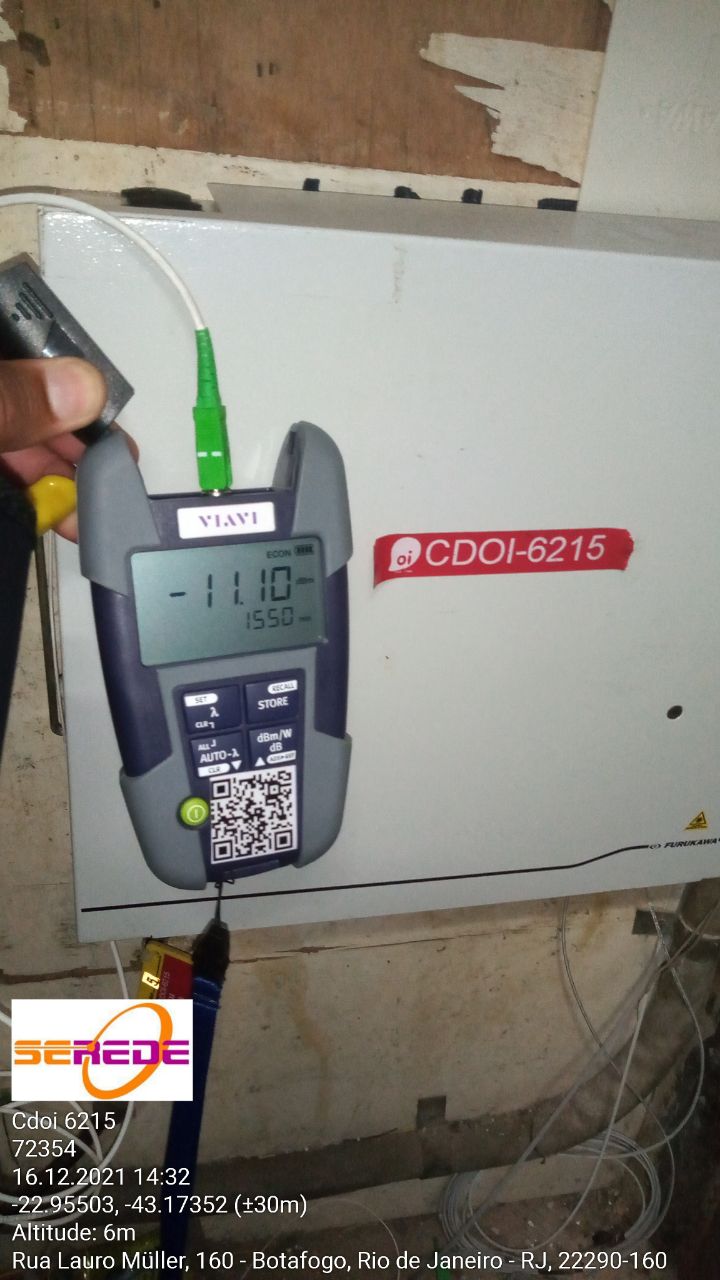 VIAVI
ECON
-11.10 dBm
1550 nm
oi CDOI-6215
SET
λ
CLR
RECALL
STORE
ALL
AUTO-λ
CLR
dBm/W
dB
FURUKAWA
SEREDE
Cdoi 6215
72354
16.12.2021 14:32
-22.95503, -43.17352 (±30m)
Altitude: 6m
Rua Lauro Müller, 160 - Botafogo, Rio de Janeiro - RJ, 22290-160